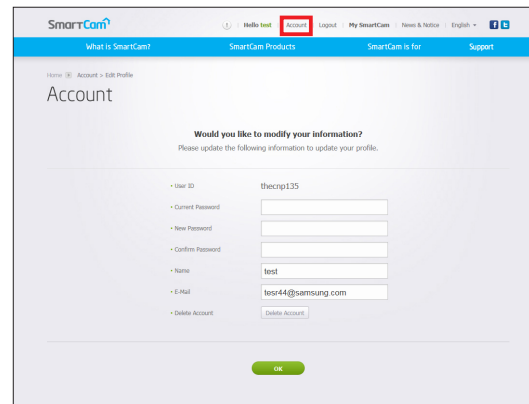 SmartCam
Hello test | Account | Logout | My SmartCam | News & Notice | English
What is SmartCam? SmartCam Products SmartCam is for Support
Home Account > Edit Profile
Account
Would you like to modify your information?
Please update the following information to update your profile.
• User ID thecnp135
• Current Password
• New Password
• Confirm Password
• Name test
• E-Mail tesr44@samsung.com
• Delete Account Delete Account
OK